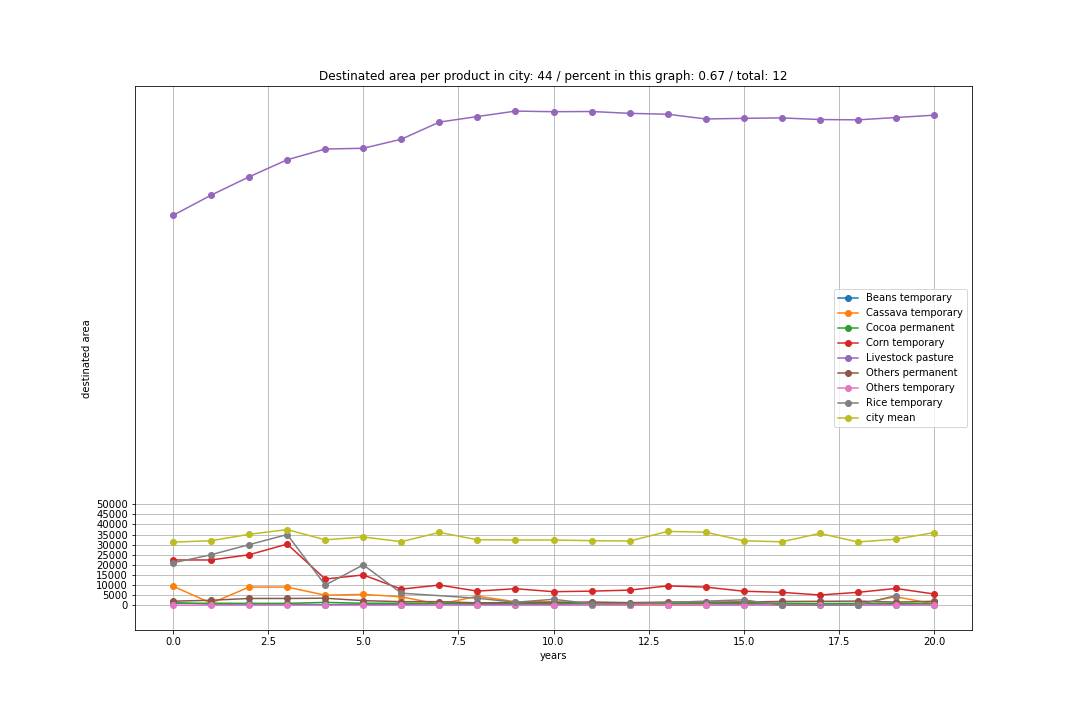 Destinated area per product in city: 44 / percent in this graph: 0.67 / total: 12
destinated area
50000
45000
40000
35000
30000
25000
20000
15000
10000
5000
0
Beans temporary
Cassava temporary
Cocoa permanent
Corn temporary
Livestock pasture
Others permanent
Others temporary
Rice temporary
city mean
0.0 2.5 5.0 7.5 10.0 12.5 15.0 17.5 20.0
years